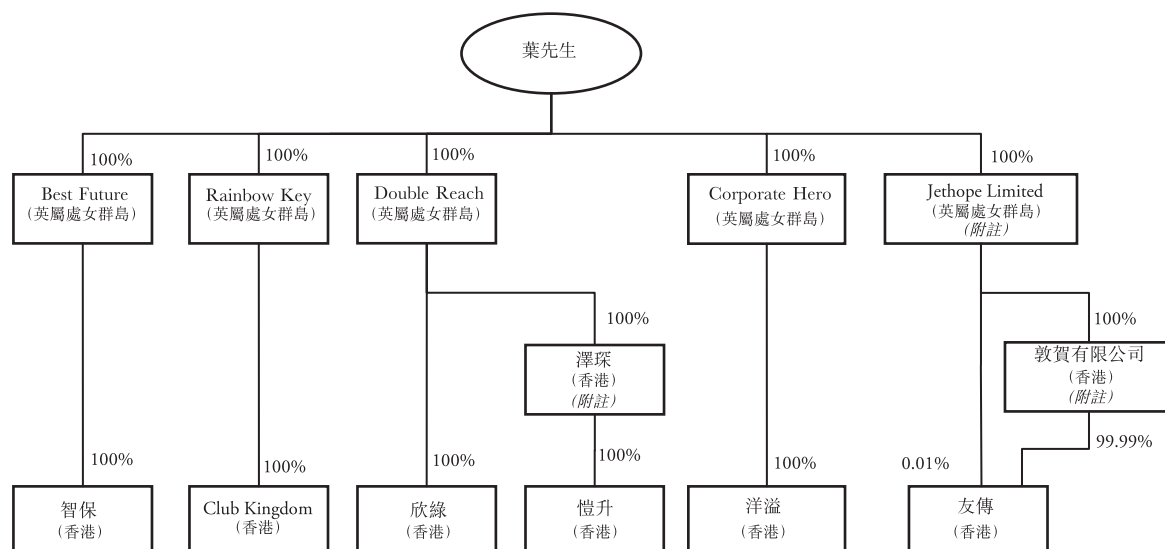 葉先生
100%
100%
100%
100%
100%
Best Future
(英屬處女群島)
Rainbow Key
(英屬處女群島)
Double Reach
(英屬處女群島)
Corporate Hero
(英屬處女群島)
Jethope Limited
(英屬處女群島)
(附註)
100%
100%
澤琛
(香港)
(附註)
敦賀有限公司
(香港)
(附註)
100%
100%
100%
100%
100%
0.01%
99.99%
智保
(香港)
Club Kingdom
(香港)
欣綠
(香港)
愷升
(香港)
洋溢
(香港)
友傳
(香港)